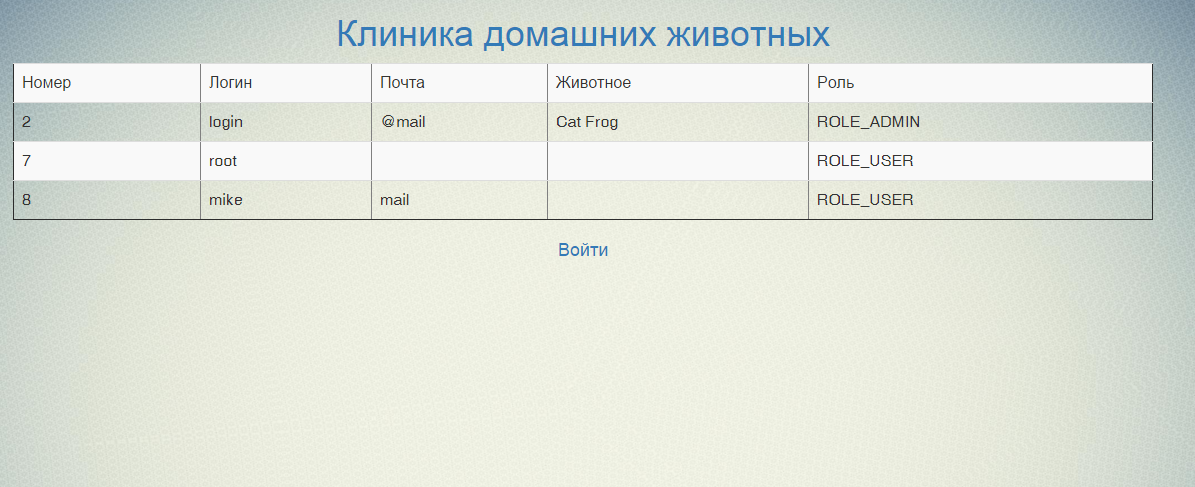 Клиника домашних животных
Номер Логин Почта Животное Роль
2 login @mail Cat Frog ROLE_ADMIN
7 root ROLE_USER
8 mike mail ROLE_USER
Войти